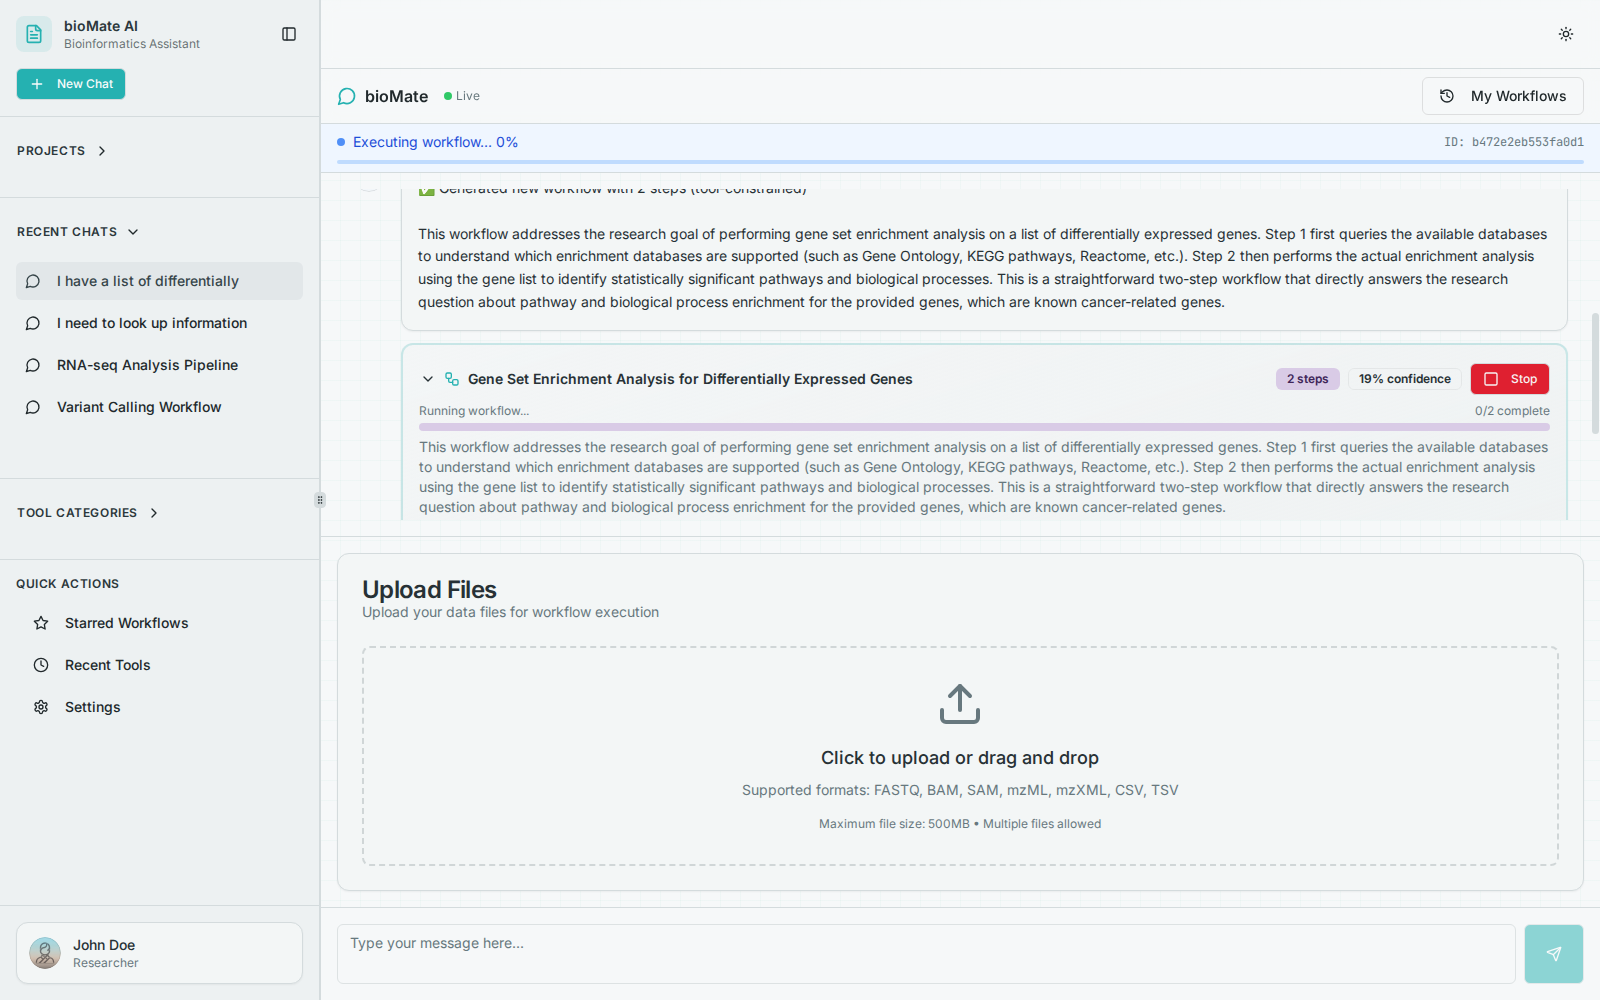 bioMate AI
Bioinformatics Assistant
New Chat
PROJECTS
RECENT CHATS
I have a list of differentially
I need to look up information
RNA-seq Analysis Pipeline
Variant Calling Workflow
TOOL CATEGORIES
QUICK ACTIONS
Starred Workflows
Recent Tools
Settings
John Doe
Researcher
bioMate
Live
My Workflows
Executing workflow... 0%
ID: b472e2eb553fa0d1
✅ Generated new workflow with 2 steps (tool-constrained)
This workflow addresses the research goal of performing gene set enrichment analysis on a list of differentially expressed genes. Step 1 first queries the available databases
to understand which enrichment databases are supported (such as Gene Ontology, KEGG pathways, Reactome, etc.). Step 2 then performs the actual enrichment analysis
using the gene list to identify statistically significant pathways and biological processes. This is a straightforward two-step workflow that directly answers the research
question about pathway and biological process enrichment for the provided genes, which are known cancer-related genes.
Gene Set Enrichment Analysis for Differentially Expressed Genes
2 steps
19% confidence
Stop
Running workflow...
0/2 complete
This workflow addresses the research goal of performing gene set enrichment analysis on a list of differentially expressed genes. Step 1 first queries the available databases
to understand which enrichment databases are supported (such as Gene Ontology, KEGG pathways, Reactome, etc.). Step 2 then performs the actual enrichment analysis
using the gene list to identify statistically significant pathways and biological processes. This is a straightforward two-step workflow that directly answers the research
question about pathway and biological process enrichment for the provided genes, which are known cancer-related genes.
Upload Files
Upload your data files for workflow execution
Click to upload or drag and drop
Supported formats: FASTQ, BAM, SAM, mzML, mzXML, CSV, TSV
Maximum file size: 500MB • Multiple files allowed
Type your message here...